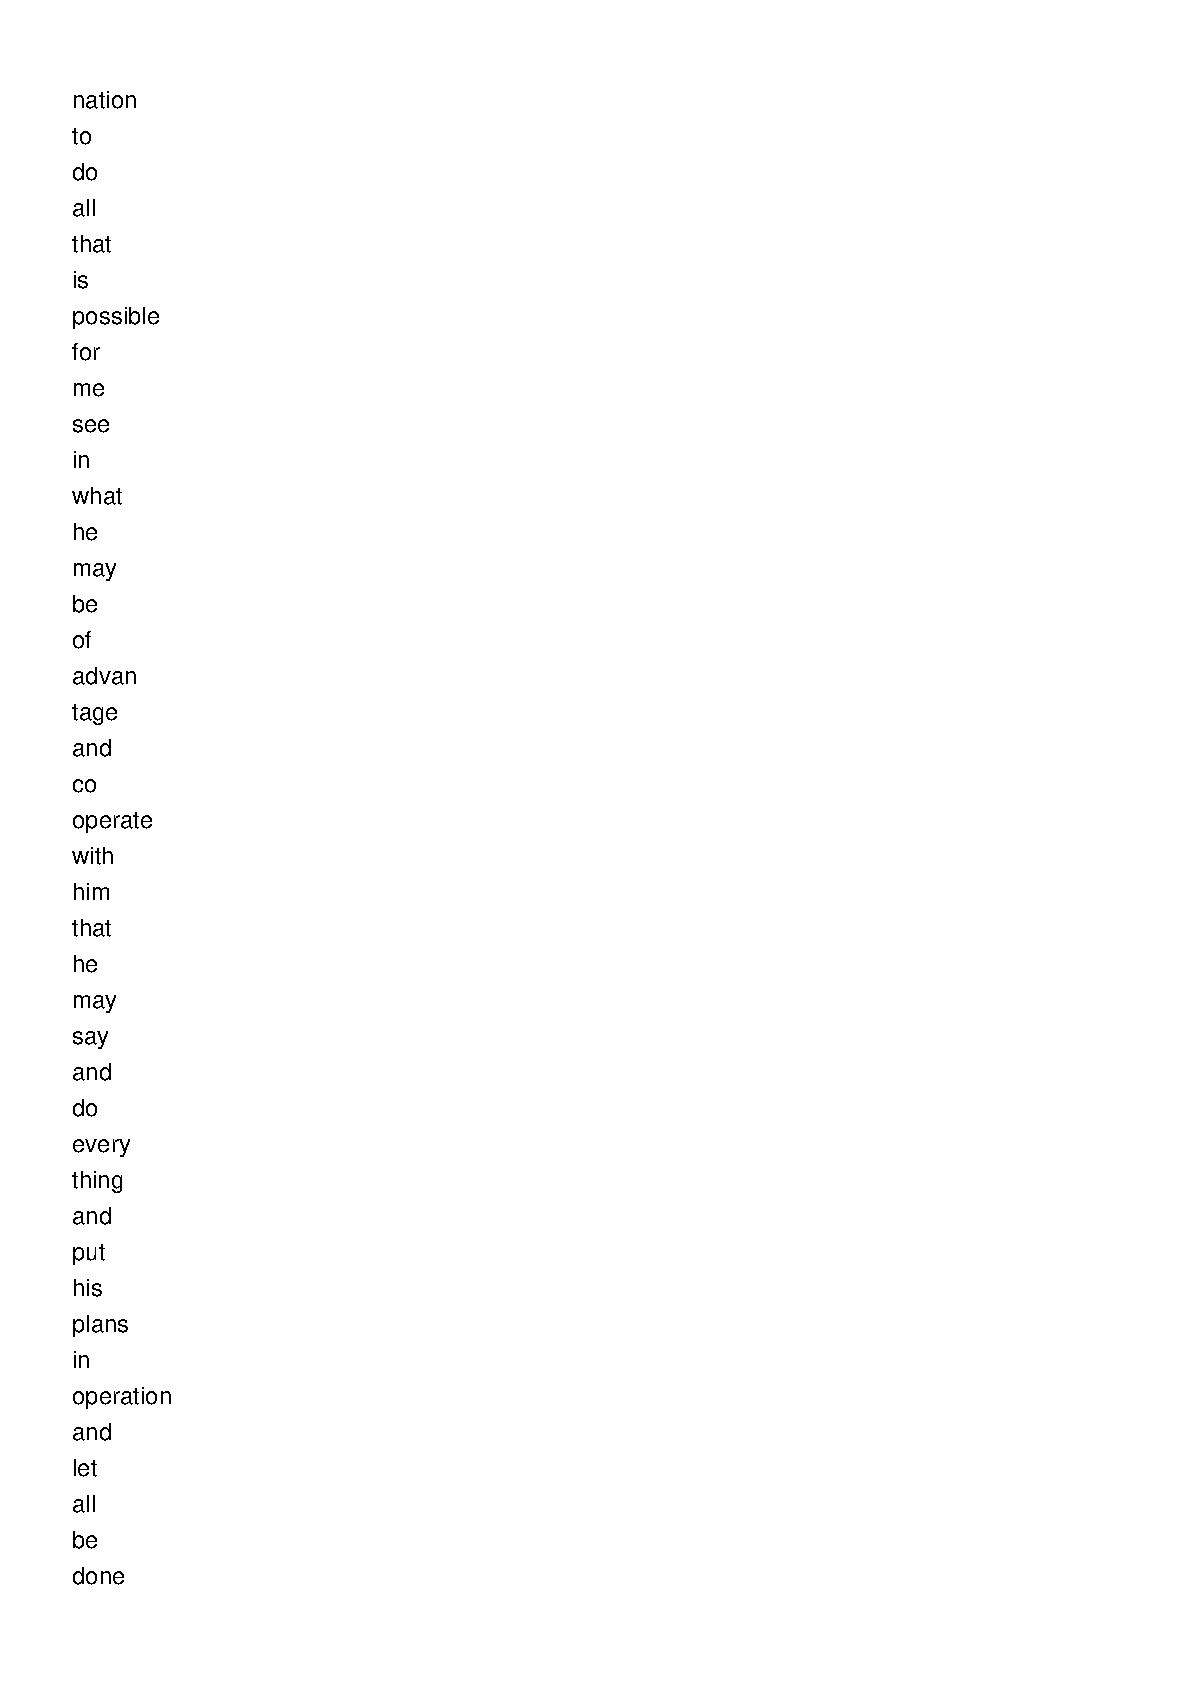 nation
to
do
all
that
is
possible
for
me
see
in
what
he
may
be
of
advan
tage
and
co
operate
with
him
that
he
may
say
and
do
every
thing
and
put
his
plans
in
operation
and
let
all
be
done